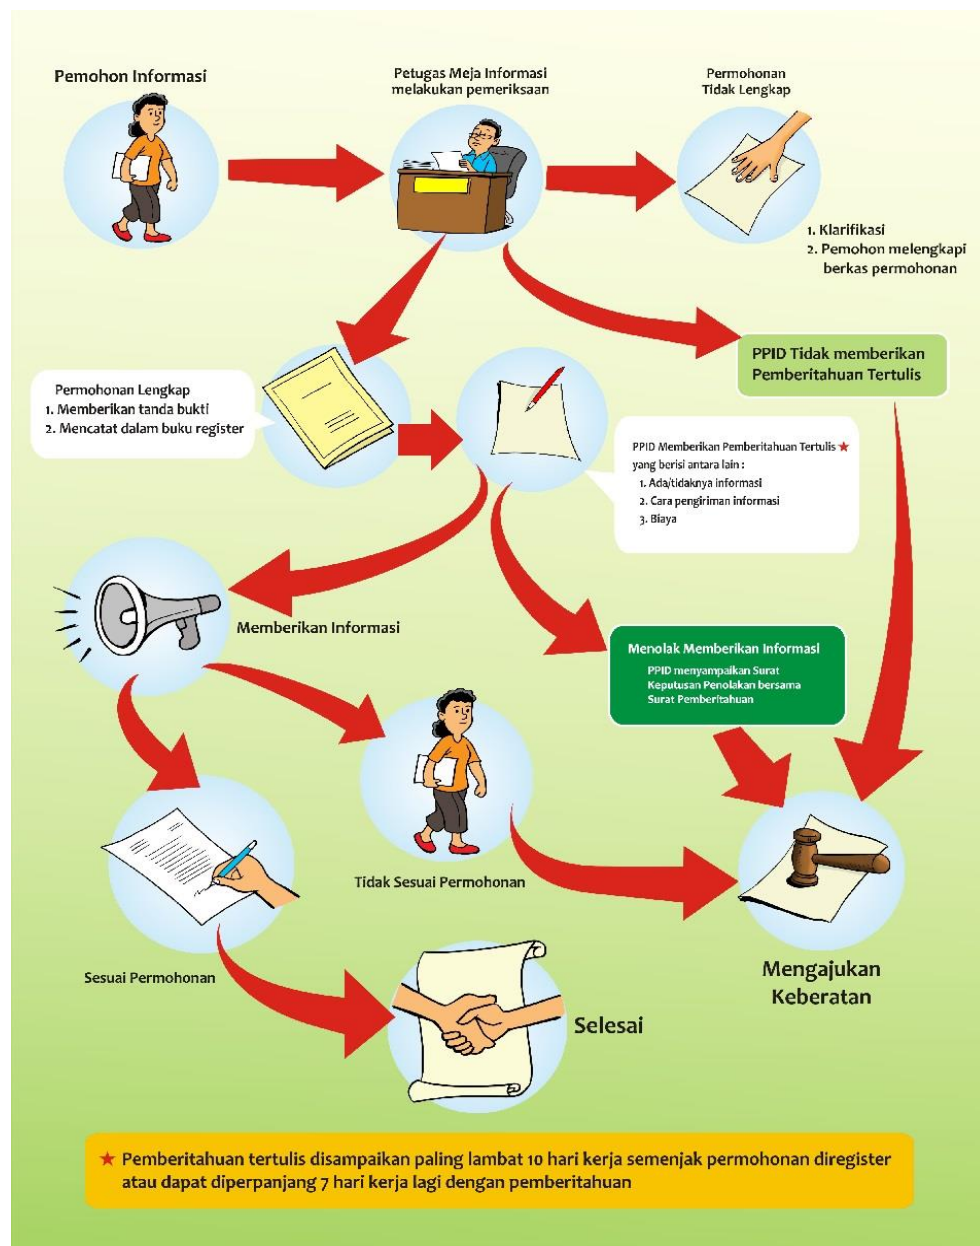 Pemohon Informasi
Petugas Meja Informasi
melakukan pemeriksaan
Permohonan
Tidak Lengkap
1. Klarifikasi
2. Pemohon melengkapi
berkas permohonan
PPID Tidak memberikan
Pemberitahuan Tertulis
Permohonan Lengkap
1. Memberikan tanda bukti
2. Mencatat dalam buku register
PPID Memberikan Pemberitahuan Tertulis ★
yang berisi antara lain :
1. Ada/tidaknya informasi
2. Cara pengiriman informasi
3. Biaya
Memberikan Informasi
Menolak Memberikan Informasi
PPID menyampaikan Surat
Keputusan Penolakan bersama
Surat Pemberitahuan
Tidak Sesuai Permohonan
Sesuai Permohonan
Mengajukan
Keberatan
Selesai
★ Pemberitahuan tertulis disampaikan paling lambat 10 hari kerja semenjak permohonan diregister
atau dapat diperpanjang 7 hari kerja lagi dengan pemberitahuan